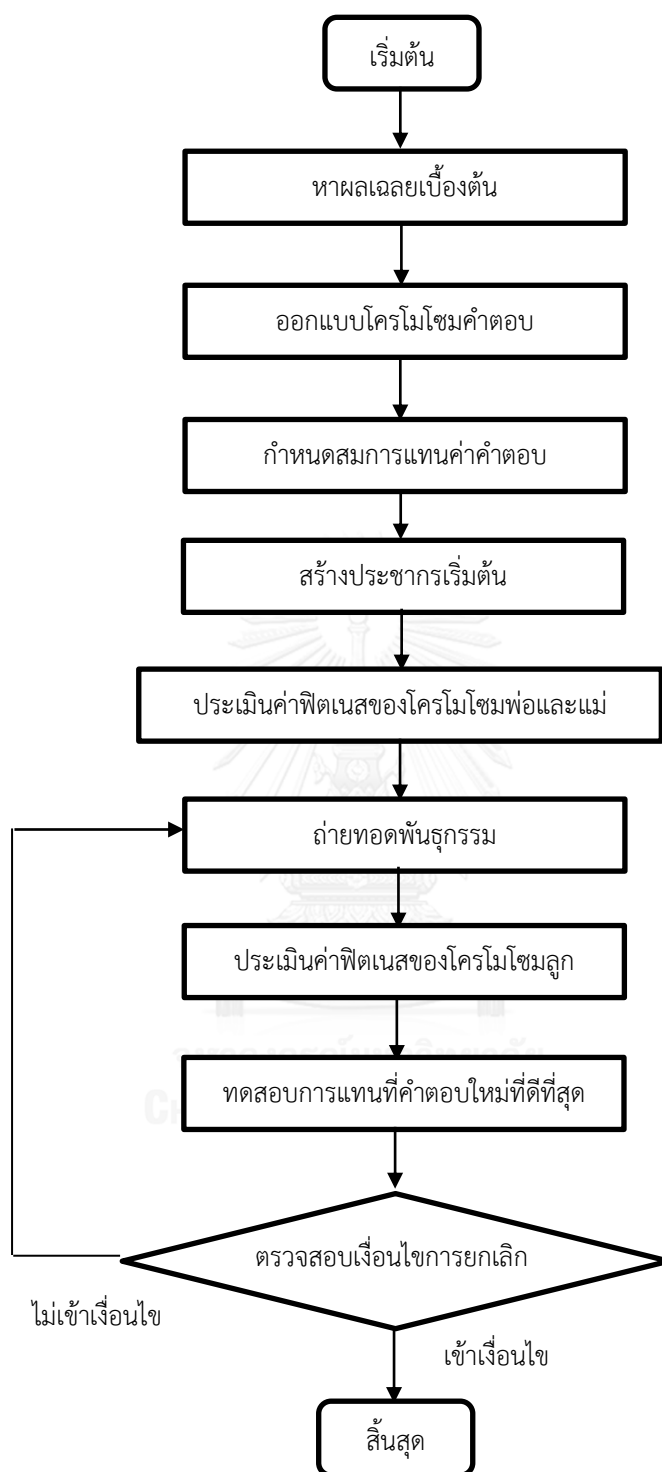 เริ่มต้น
หาผลเฉลยเบื้องต้น
ออกแบบโครโมโซมคำตอบ
กำหนดสมการแทนค่าคำตอบ
สร้างประชากรเริ่มต้น
ประเมินค่าฟิตเนสของโครโมโซมพ่อและแม่
ถ่ายทอดพันธุกรรม
ประเมินค่าฟิตเนสของโครโมโซมลูก
ทดสอบการแทนที่คำตอบใหม่ที่ดีที่สุด
ตรวจสอบเงื่อนไขการยกเลิก
ไม่เข้าเงื่อนไข
เข้าเงื่อนไข
สิ้นสุด